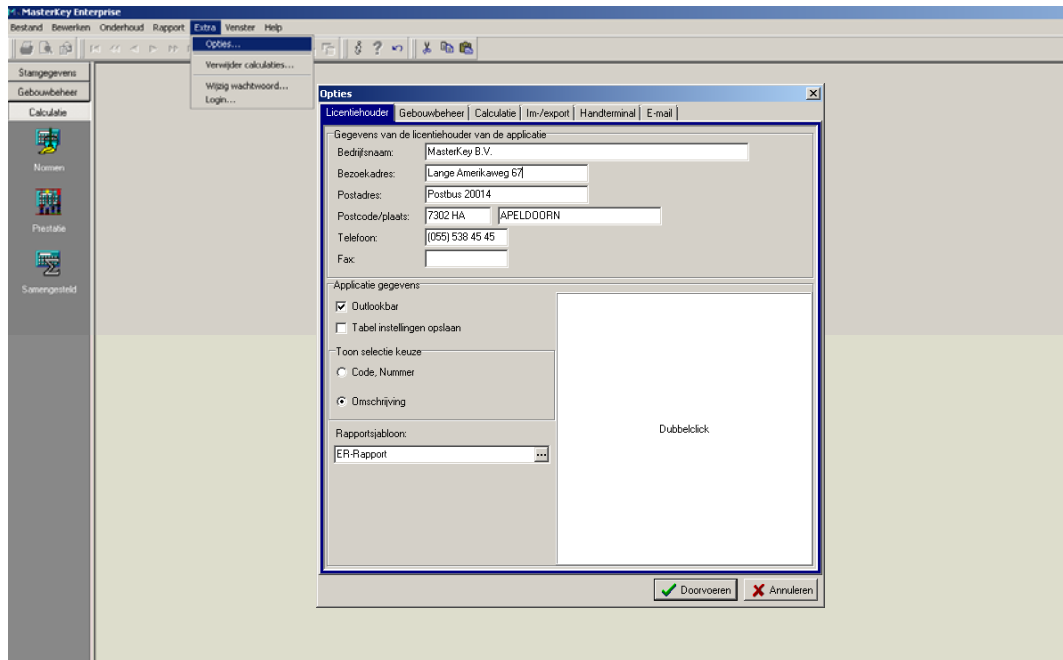 MasterKey Enterprise
Bestand Bewerken Onderhoud Rapport Extra Venster Help
Opties...
Verwijder calculaties...
Wijzig wachtwoord...
Login...
Stamgegevens
Gebouwbeheer
Calculatie
Normen
Prestatie
Samengesteld
Opties
Licentiehouder Gebouwbeheer Calculatie Im-/export Handterminal E-mail
Gegevens van de licentiehouder van de applicatie
Bedrijfsnaam: MasterKey B.V.
Bezoekadres: Lange Amerikaweg 67
Postadres: Postbus 20014
Postcode/plaats: 7302 HA APELDOORN
Telefoon: (055) 538 45 45
Fax:
Applicatie gegevens
Outlookbar
Tabel instellingen opslaan
Toon selectie keuze
Code, Nummer
Omschrijving
Rapportsjabloon:
ER-Rapport ...
Dubbelclick
Doorvoeren Annuleren